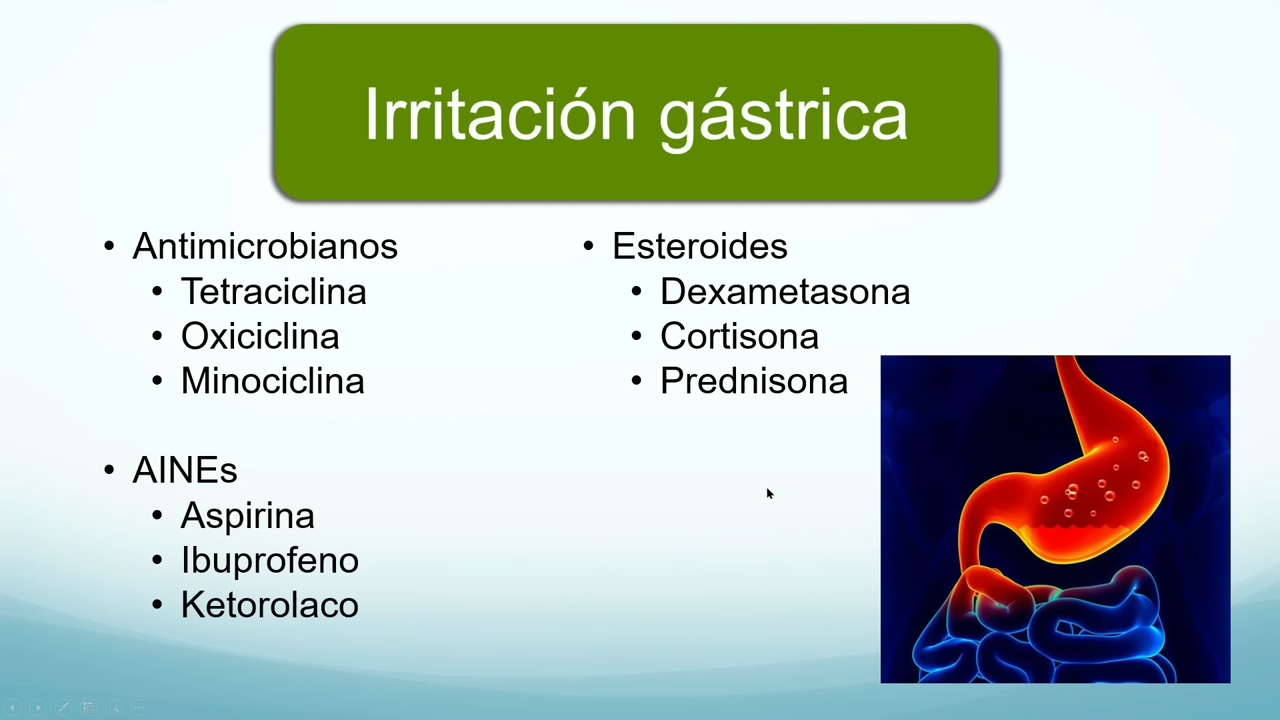 Irritación gástrica
• Antimicrobianos
• Tetraciclina
• Oxiciclina
• Minociclina
• AINEs
• Aspirina
• Ibuprofeno
• Ketorolaco
• Esteroides
• Dexametasona
• Cortisona
• Prednisona